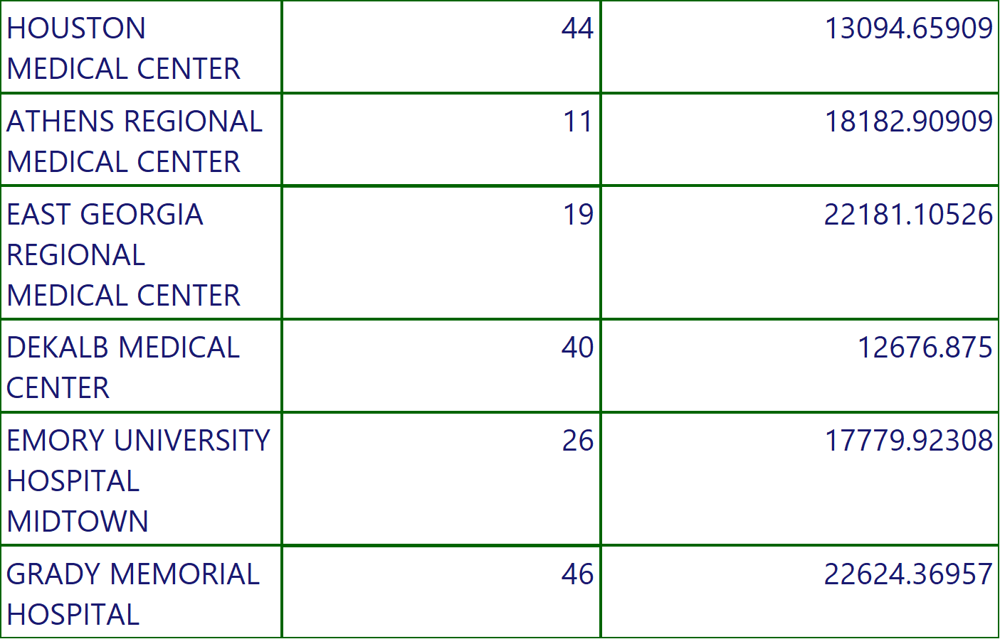 HOUSTON 44 13094.65909
MEDICAL CENTER
ATHENS REGIONAL 11 18182.90909
MEDICAL CENTER
EAST GEORGIA 19 22181.10526
REGIONAL
MEDICAL CENTER
DEKALB MEDICAL 40 12676.875
CENTER
EMORY UNIVERSITY 26 17779.92308
HOSPITAL
MIDTOWN
GRADY MEMORIAL 46 22624.36957
HOSPITAL